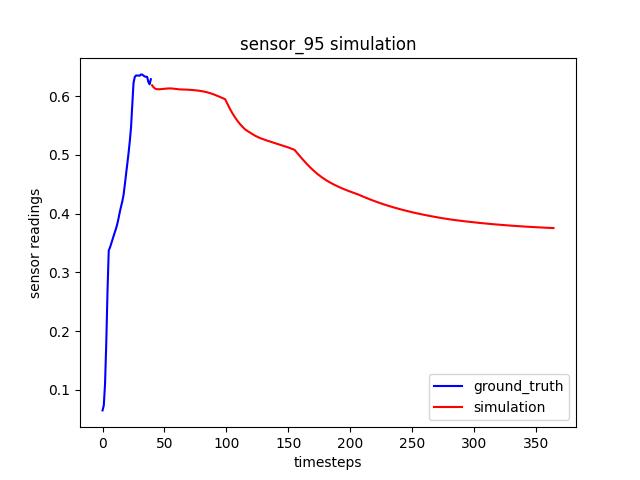 sensor_95 simulation
0.6
0.5
0.4
0.3
0.2
0.1
sensor readings
0 50 100 150 200 250 300 350
timesteps
ground_truth
simulation